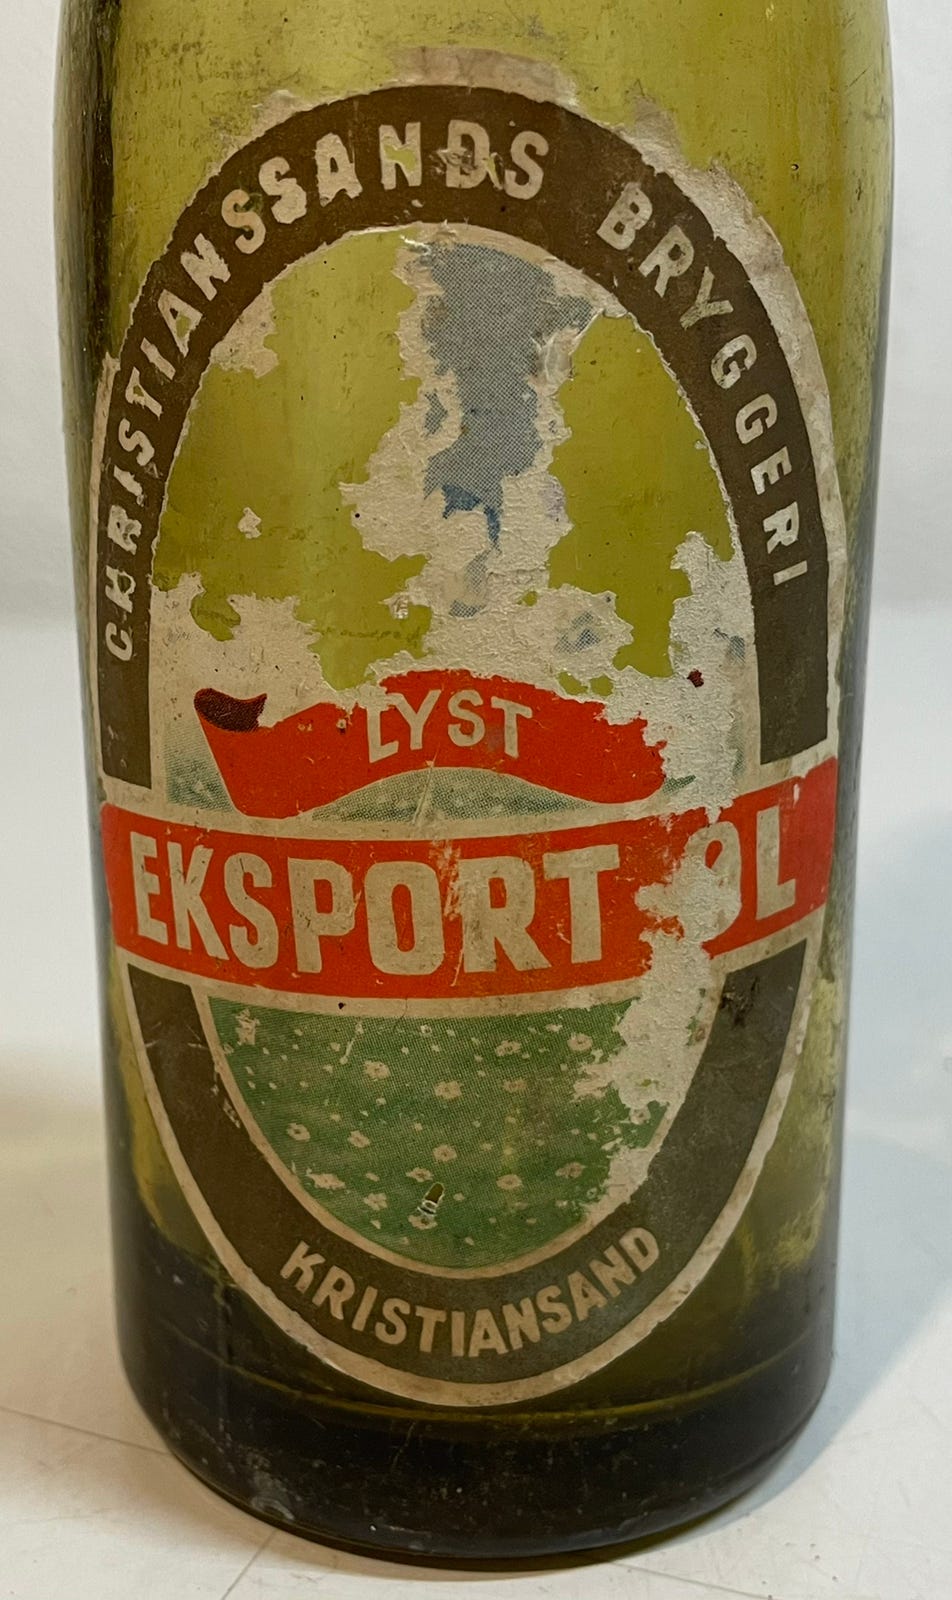 CHRISTIANSSANDS BRYGGERI
LYST
EKSPORT ØL
KRISTIANSAND